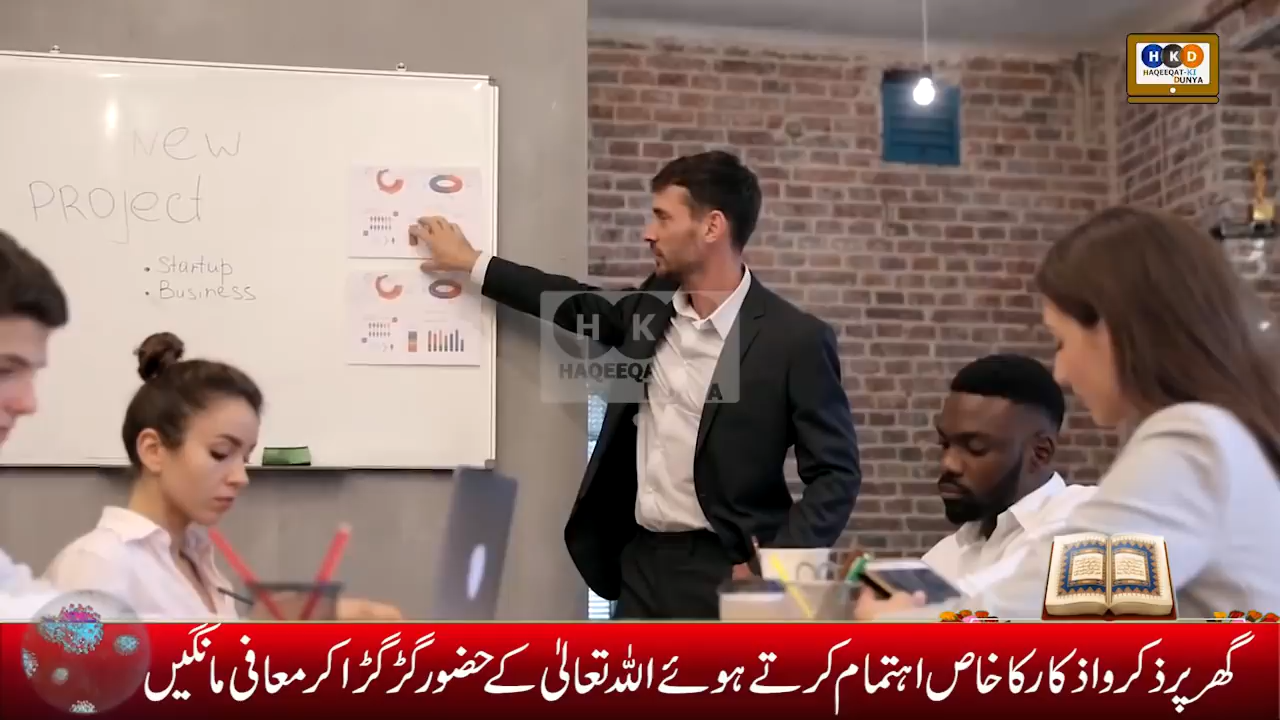 HKD
HAQEEQAT-KI
DUNYA
New
PROject
• Startup
• Business
H K
HAQEEQA
A
گھر پر ذکر و اذکار کا خاص اہتمام کرتے ہوئے اللہ تعالیٰ کے حضور گڑگڑا کر معافی مانگیں